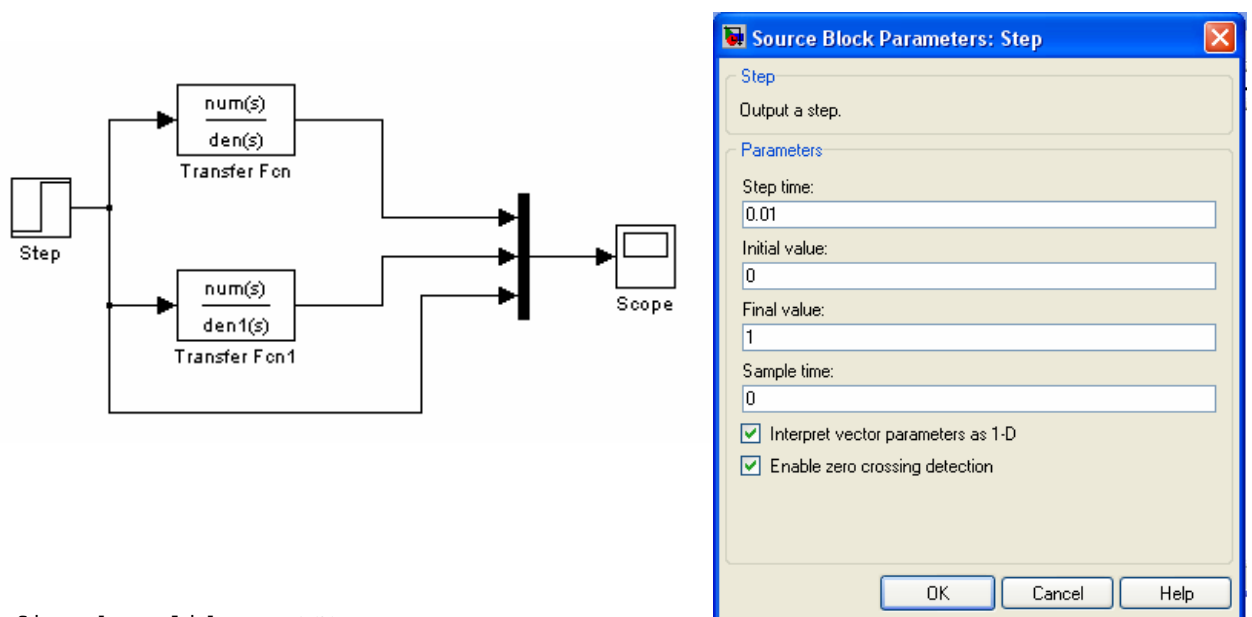 num(s)
den(s)
Transfer Fcn
Step
num(s)
den1(s)
Transfer Fcn1
Scope
Source Block Parameters: Step
Step
Output a step.
Parameters
Step time:
0.01
Initial value:
0
Final value:
1
Sample time:
0
Interpret vector parameters as 1-D
Enable zero crossing detection
OK
Cancel
Help